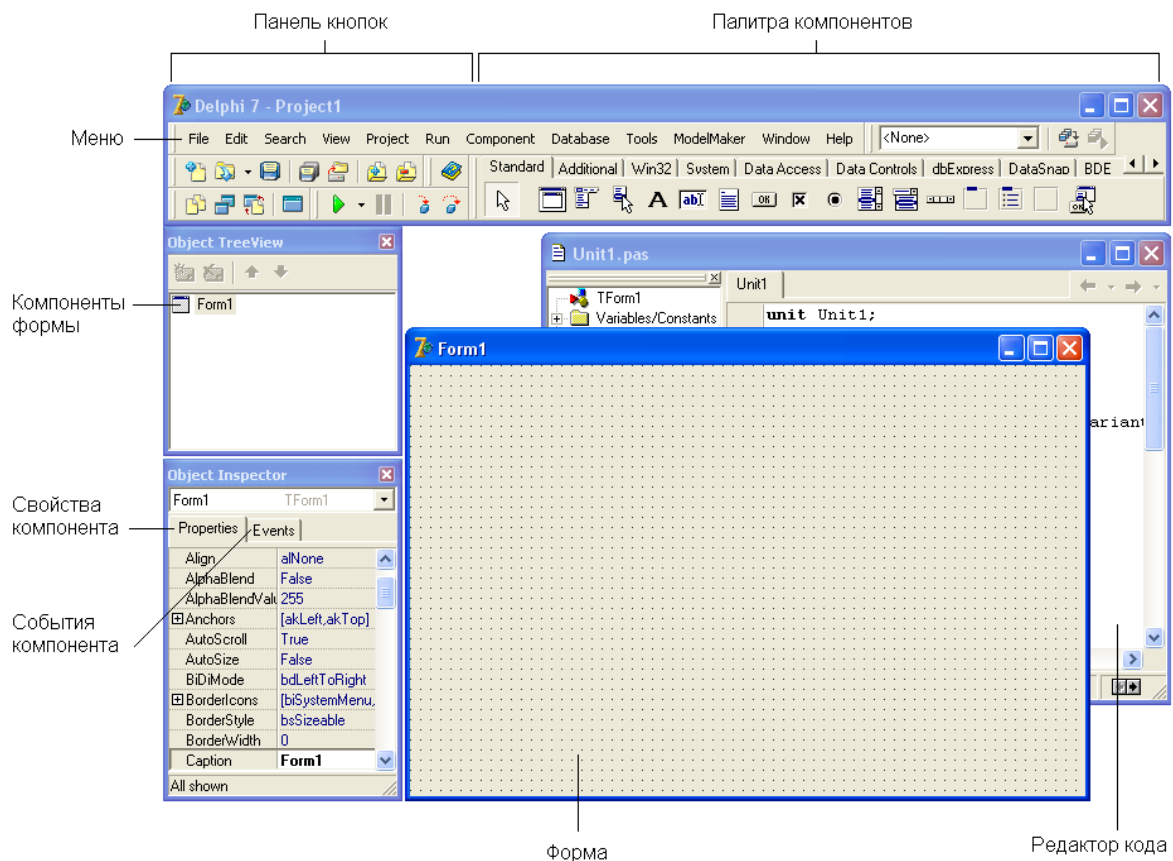 Панель кнопок
Палитра компонентов
Delphi 7 - Project1
Меню
File Edit Search View Project Run Component Database Tools ModelMaker Window Help <None>
Standard Additional Win32 System Data Access Data Controls dbExpress DataSnap BDE
Object TreeView
Unit1.pas
Компоненты
формы
Form1
TForm1
Variables/Constants
Unit1
unit Unit1;
Form1
ariant
Object Inspector
Form1 TForm1
Свойства
компонента
Properties Events
Align alNone
AlphaBlend False
AlphaBlendValu 255
Anchors [akLeft,akTop]
AutoScroll True
AutoSize False
BiDiMode bdLeftToRight
BorderIcons [biSystemMenu,
BorderStyle bsSizeable
BorderWidth 0
Caption Form1
All shown
События
компонента
Форма
Редактор кода